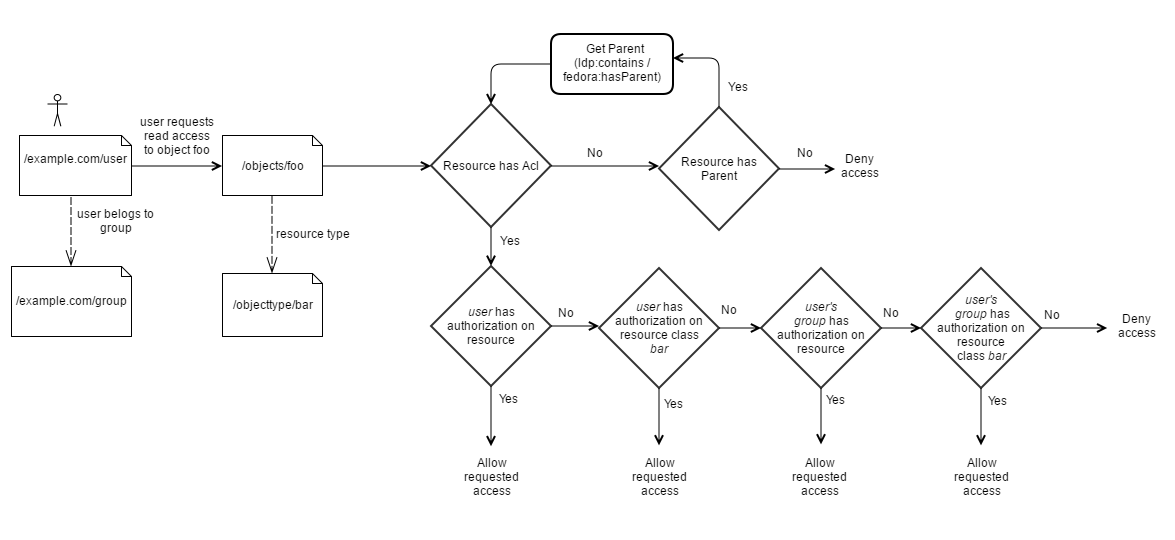 Get Parent
(ldp:contains /
fedora:hasParent)
Yes
user requests
read access
to object foo
/example.com/user
/objects/foo
Resource has Acl
No
Resource has
Parent
No
Deny
access
user belogs to
group
resource type
Yes
/example.com/group
/objecttype/bar
user has
authorization on
resource
No
user has
authorization on
resource class
bar
No
user's
group has
authorization on
resource
No
user's
group has
authorization on
resource
class bar
No
Deny
access
Yes
Yes
Yes
Yes
Allow
requested
access
Allow
requested
access
Allow
requested
access
Allow
requested
access